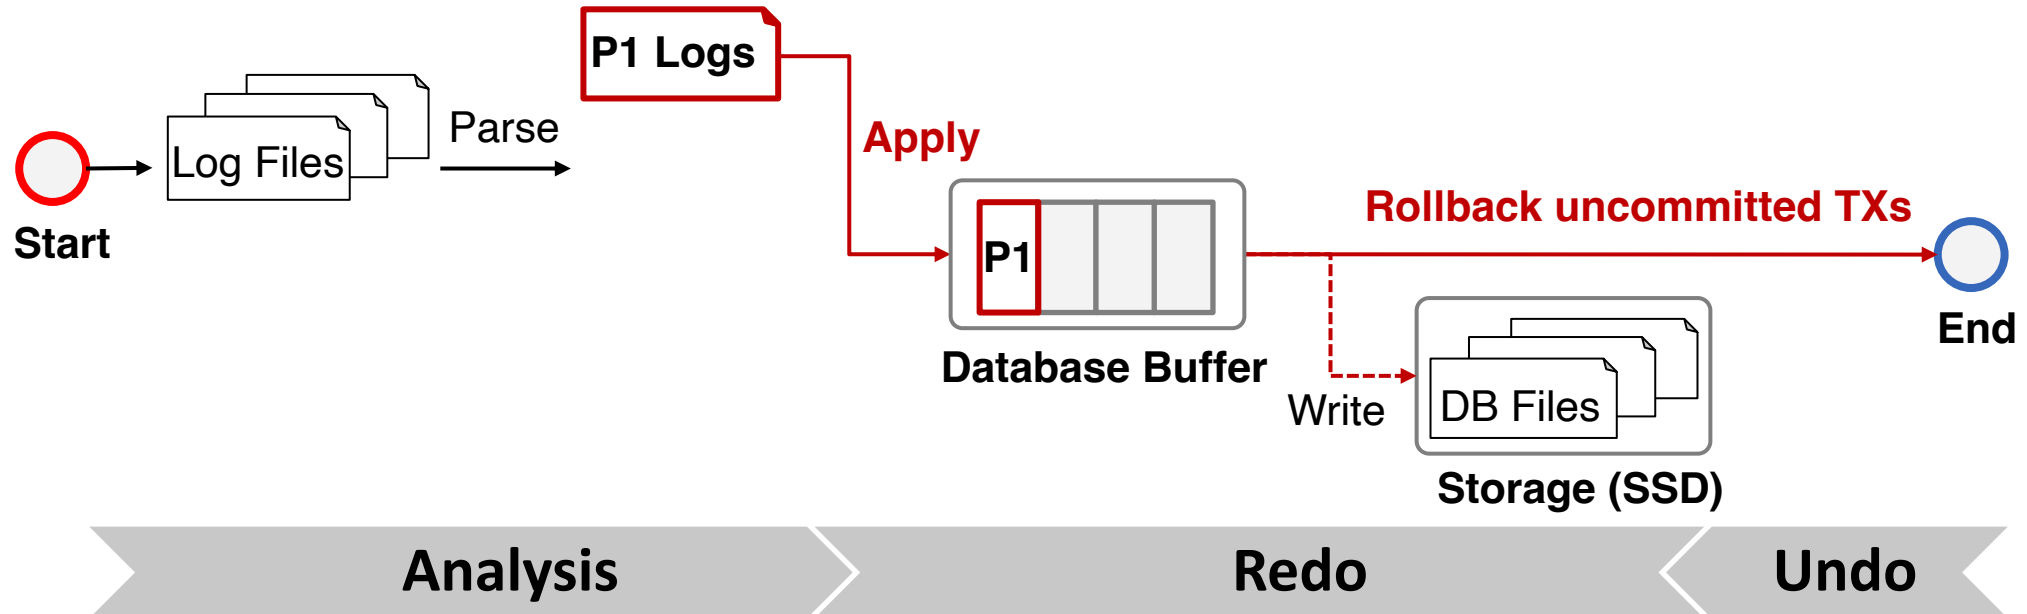 P1 Logs
Parse
Log Files
Start
Apply
Rollback uncommitted TXs
P1
Database Buffer
End
Write
DB Files
Storage (SSD)
Analysis
Redo
Undo